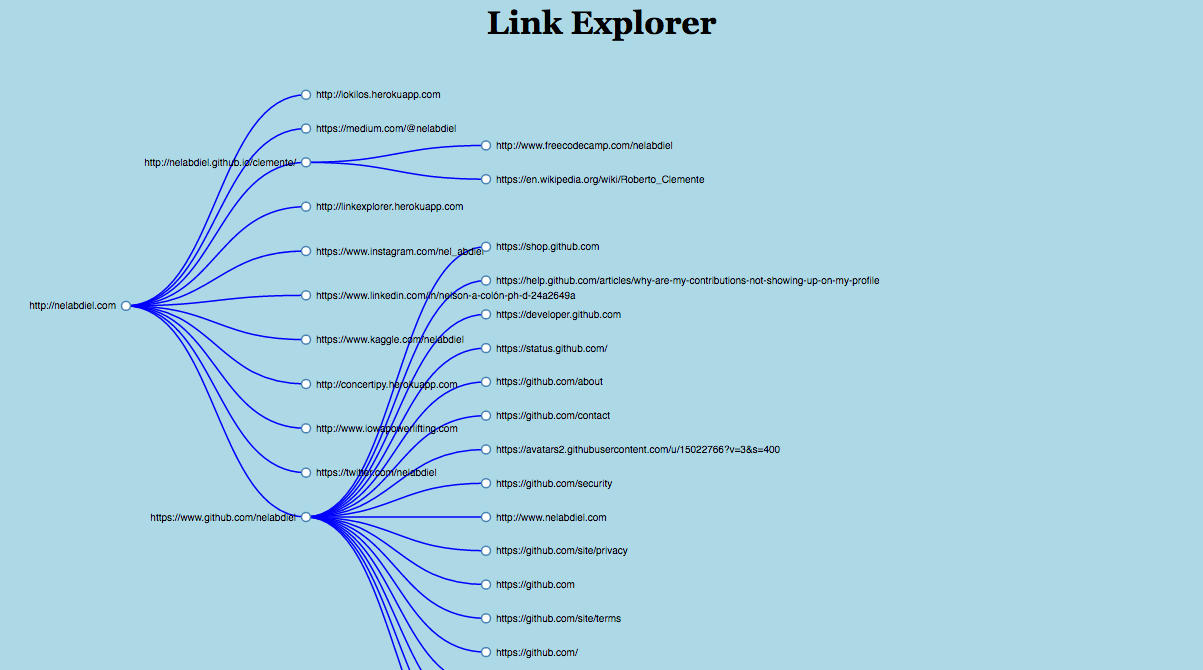 Link Explorer
http://iokilos.herokuapp.com
https://medium.com/@nelabdiel
http://www.freecodecamp.com/nelabdiel
http://nelabdiel.github.io/clemente/
https://en.wikipedia.org/wiki/Roberto_Clemente
http://linkexplorer.herokuapp.com
https://shop.github.com
https://www.instagram.com/nel_abdiel
https://help.github.com/articles/why-are-my-contributions-not-showing-up-on-my-profile
https://www.linkedin.com/in/nelson-a-colón-ph-d-24a2649a
http://nelabdiel.com
https://developer.github.com
https://www.kaggle.com/nelabdiel
https://status.github.com/
https://github.com/about
http://concertipy.herokuapp.com
https://github.com/contact
http://www.iowapowerlifting.com
https://avatars2.githubusercontent.com/u/15022766?v=3&s=400
https://twitter.com/nelabdiel
https://github.com/security
https://www.github.com/nelabdiel
http://www.nelabdiel.com
https://github.com/site/privacy
https://github.com
https://github.com/site/terms
https://github.com/